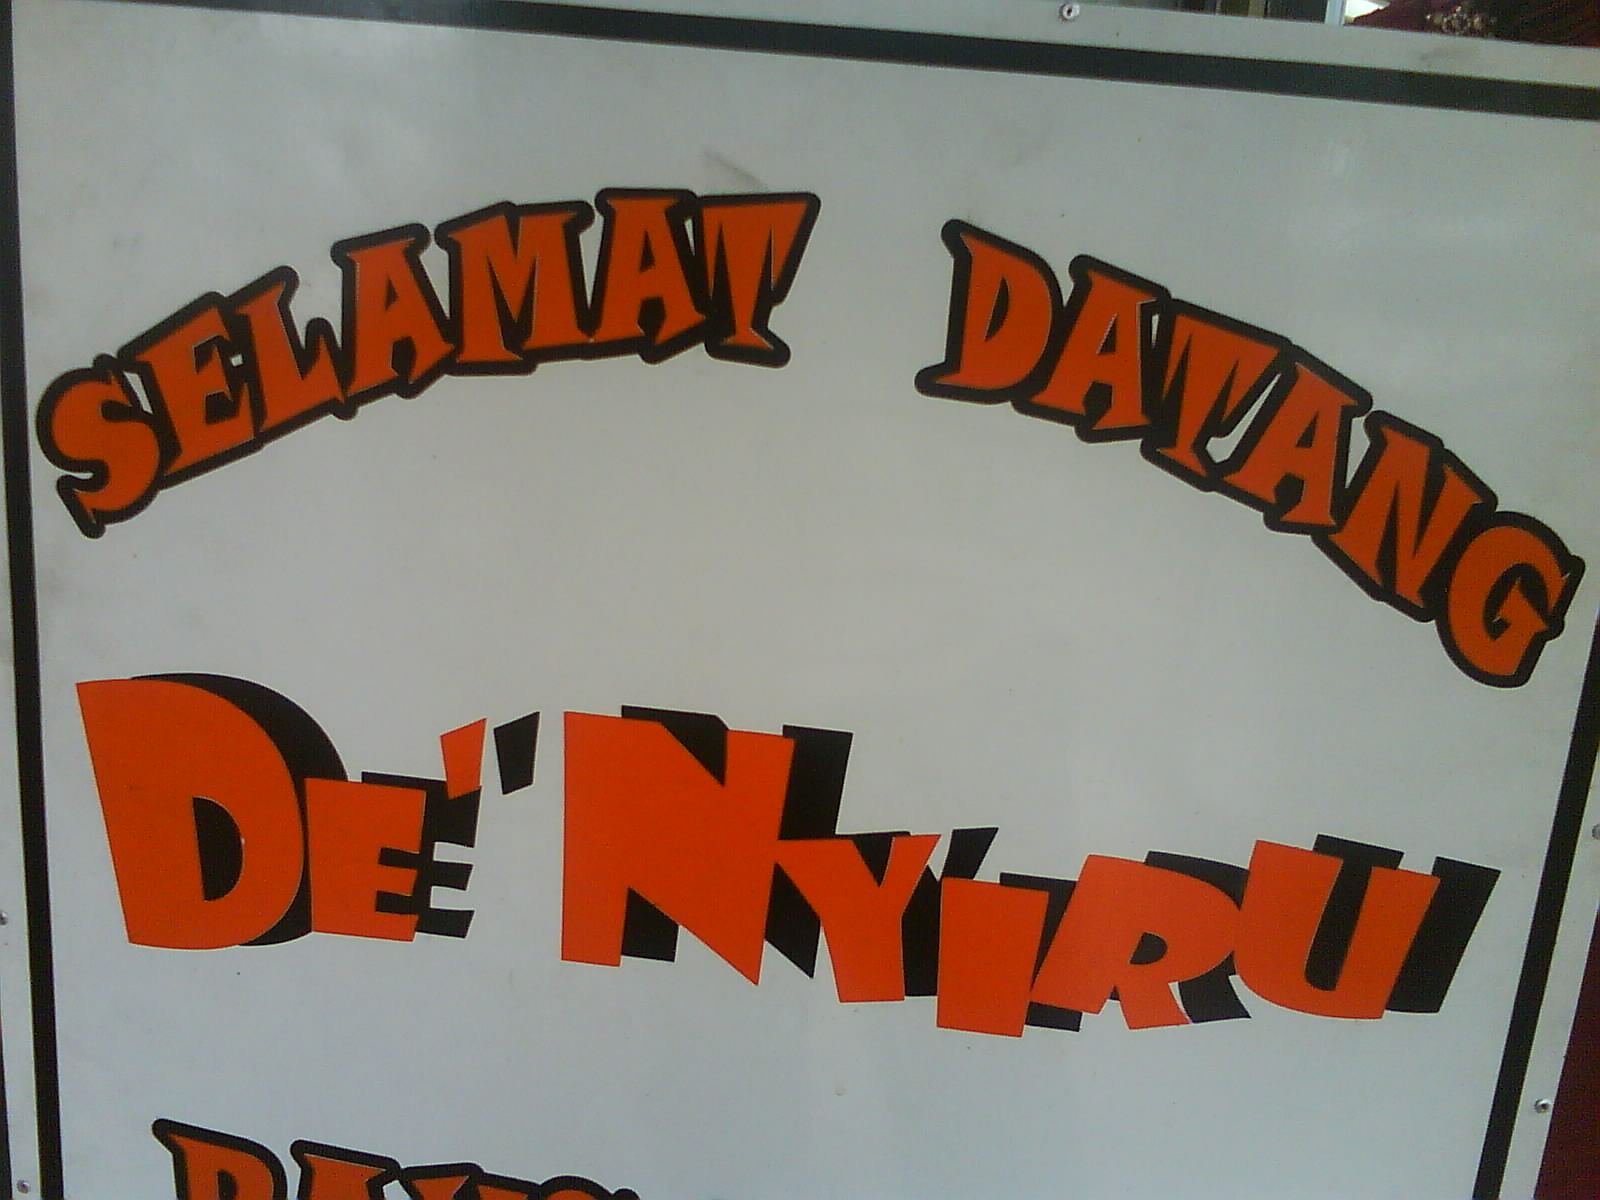 SELAMAT DATANG
DE'NYIRU